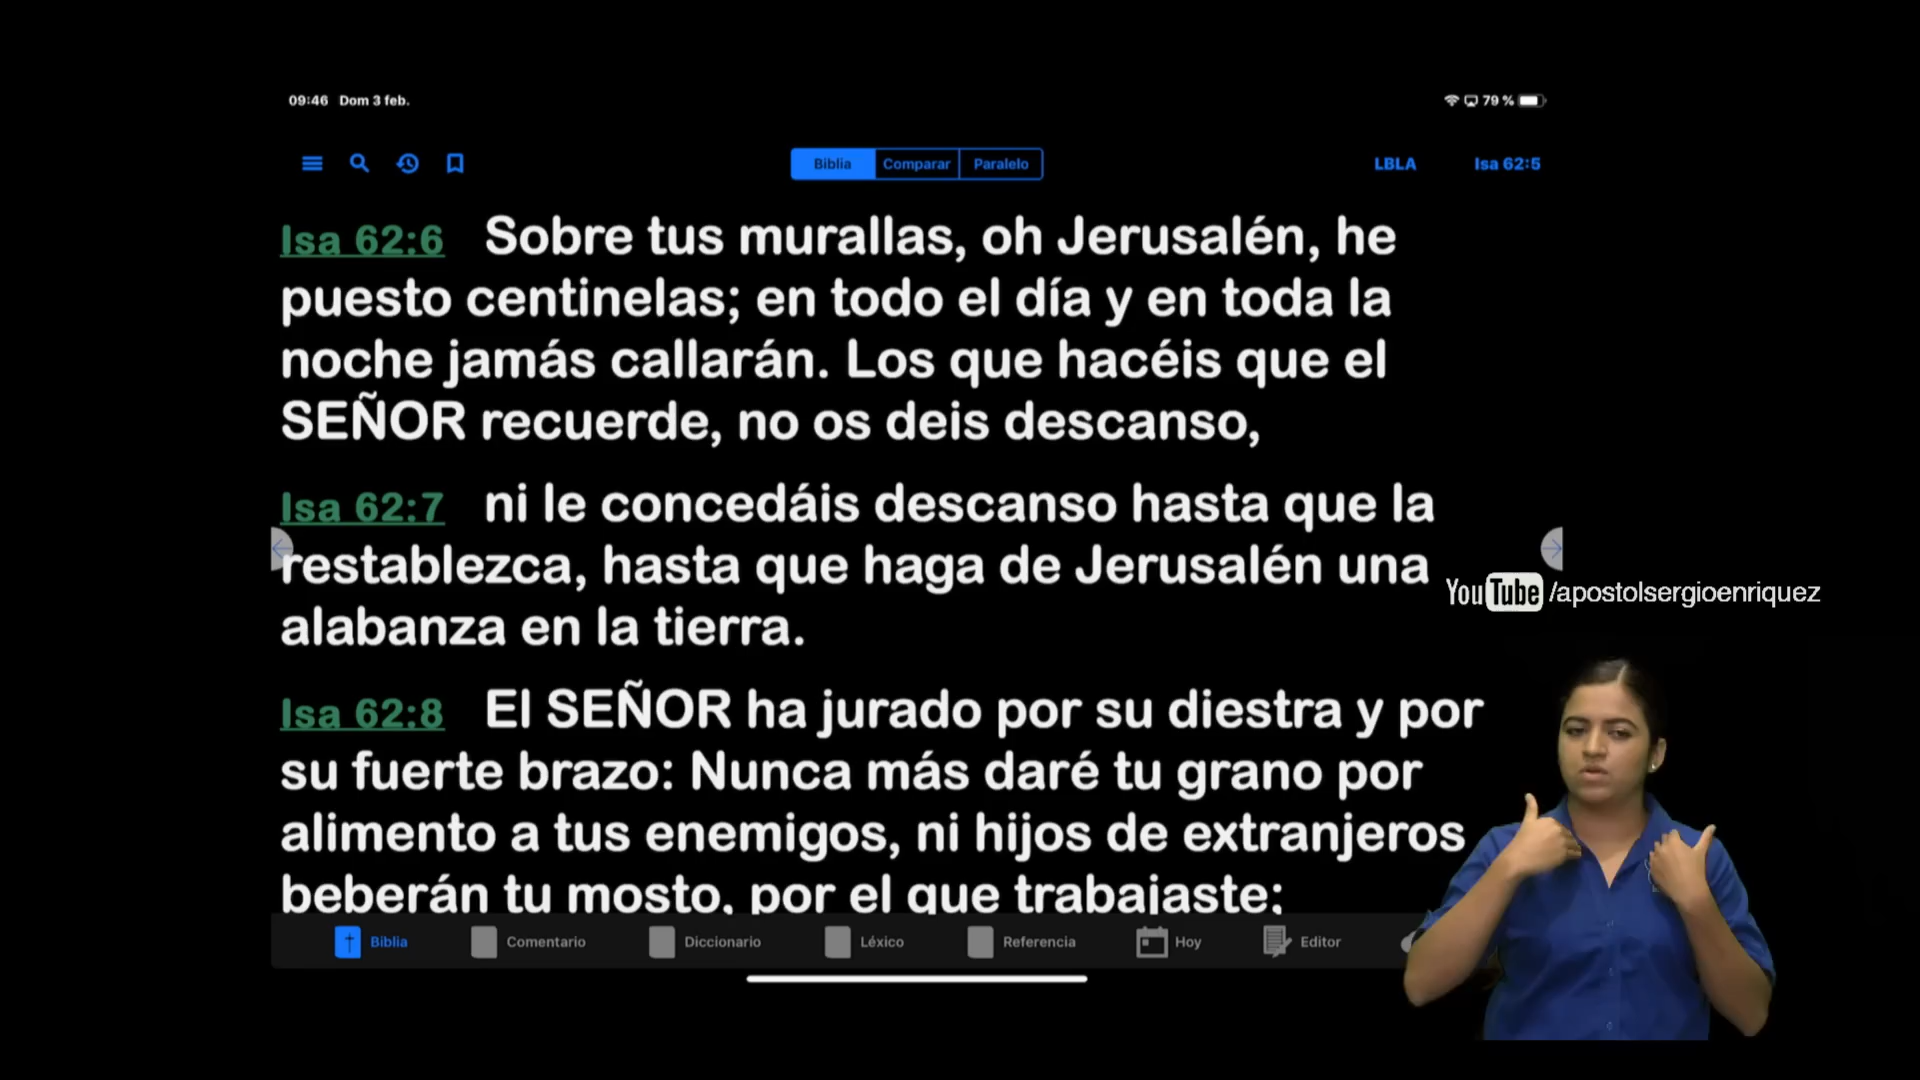 09:46 Dom 3 feb.
79 %
Biblia Comparar Paralelo
LBLA Isa 62:5
Isa 62:6 Sobre tus murallas, oh Jerusalén, he
puesto centinelas; en todo el día y en toda la
noche jamás callarán. Los que hacéis que el
SEÑOR recuerde, no os deis descanso,
Isa 62:7 ni le concedáis descanso hasta que la
restablezca, hasta que haga de Jerusalén una
alabanza en la tierra.
YouTube /apostolsergioenriquez
Isa 62:8 El SEÑOR ha jurado por su diestra y por
su fuerte brazo: Nunca más daré tu grano por
alimento a tus enemigos, ni hijos de extranjeros
beberán tu mosto, por el que trabajaste;
Biblia Comentario Diccionario Léxico Referencia Hoy Editor